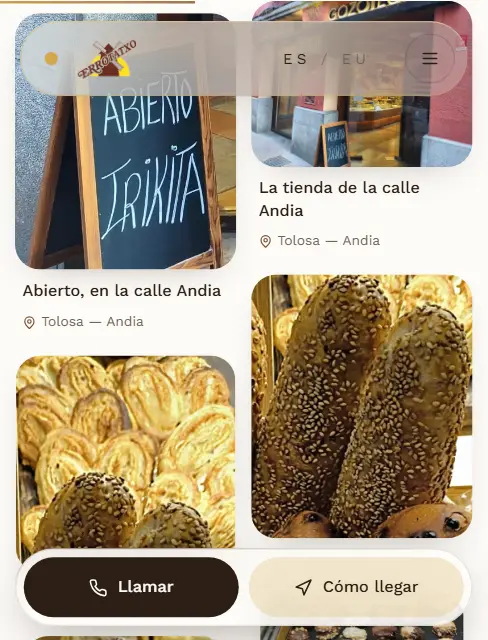 GOZOTEGIA
ERROTATXO
ES / EU
ABIERTO
IRIKITA
La tienda de la calle
Andia
Tolosa — Andia
Abierto, en la calle Andia
Tolosa — Andia
Llamar
Cómo llegar